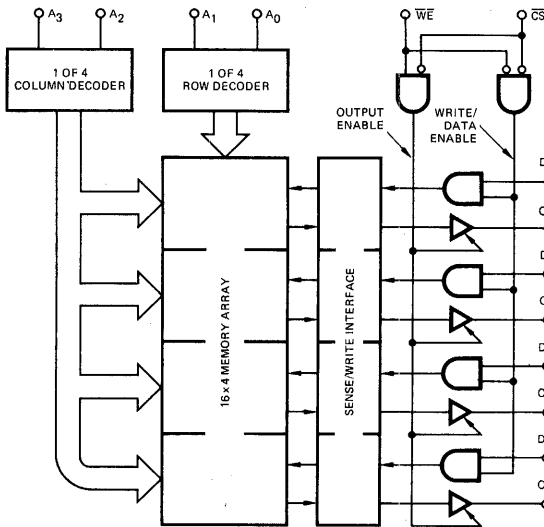 A3 A2 A1 A0 WE CS
1 OF 4
COLUMN DECODER
1 OF 4
ROW DECODER
OUTPUT
ENABLE
WRITE/
DATA
ENABLE
D
O
D
O
D
O
D
O
16 x 4 MEMORY ARRAY
SENSE/WRITE INTERFACE